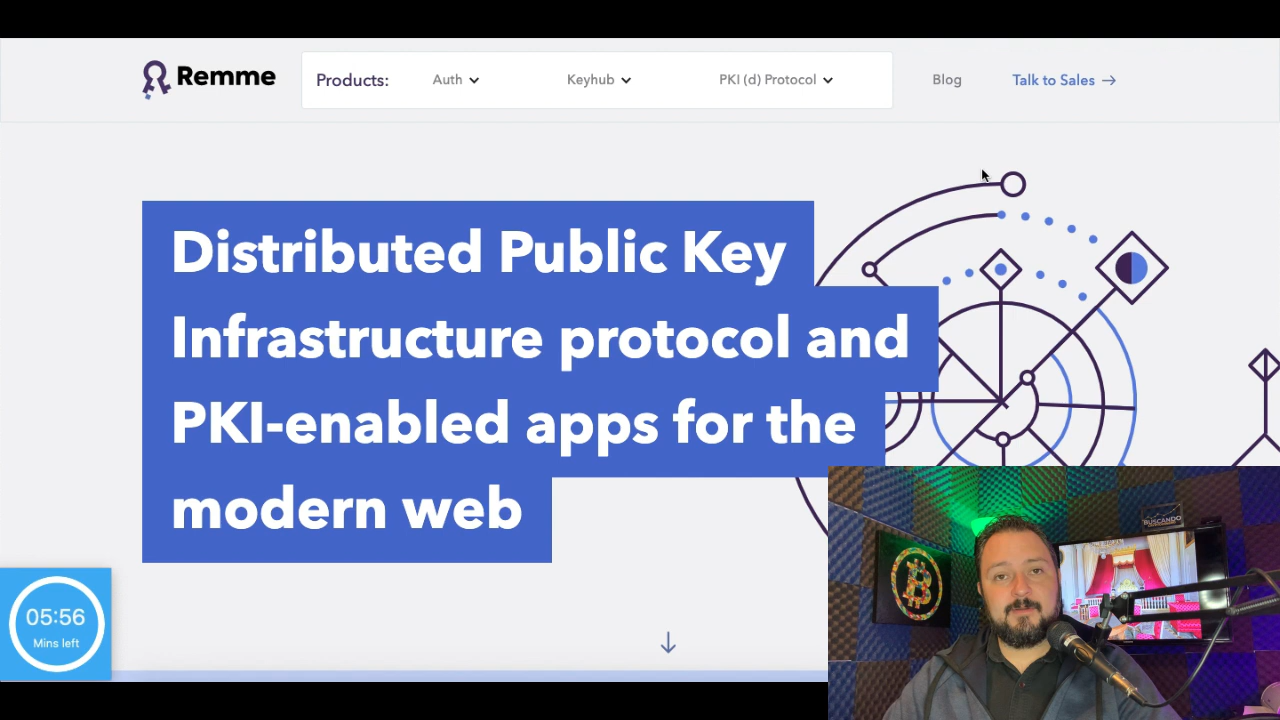 Remme
Products:
Auth
Keyhub
PKI (d) Protocol
Blog
Talk to Sales
Distributed Public Key
Infrastructure protocol and
PKI-enabled apps for the
modern web
BUSCANDO
05:56
Mins left